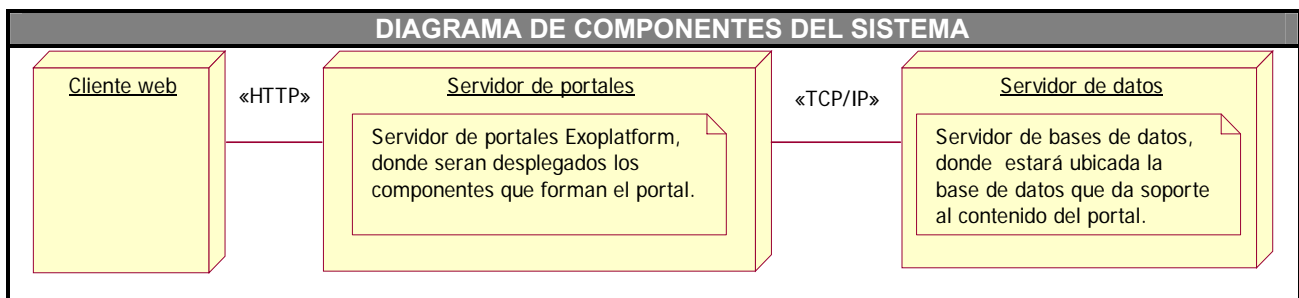 DIAGRAMA DE COMPONENTES DEL SISTEMA
Cliente web
«HTTP»
Servidor de portales
Servidor de portales Exoplatform,
donde seran desplegados los
componentes que forman el portal.
«TCP/IP»
Servidor de datos
Servidor de bases de datos,
donde estará ubicada la
base de datos que da soporte
al contenido del portal.